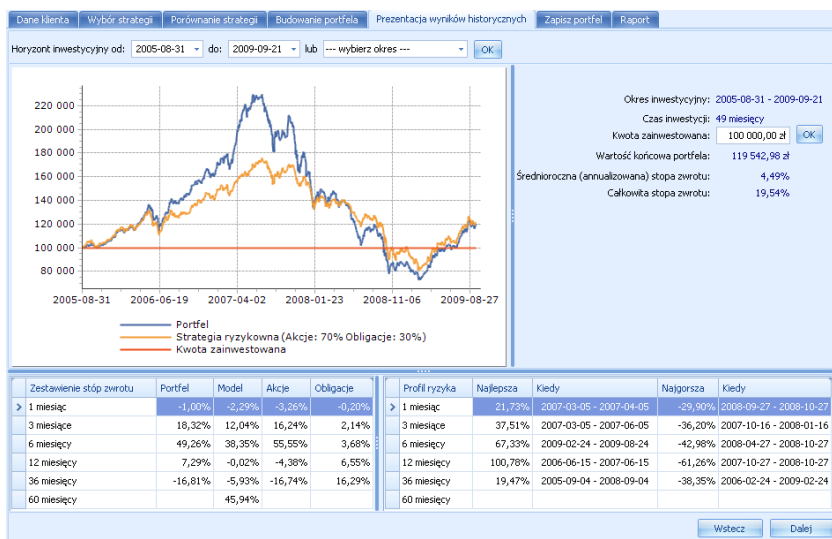 Dane klienta Wybór strategii Porównanie strategii Budowanie portfela Prezentacja wyników historycznych Zapisz portfel Raport
Horyzont inwestycyjny od: 2005-08-31 do: 2009-09-21 lub --- wybierz okres --- OK
220 000
200 000
180 000
160 000
140 000
120 000
100 000
80 000
2005-08-31 2006-06-19 2007-04-02 2008-01-23 2008-11-06 2009-08-27
Portfel
Strategia ryzykowna (Akcje: 70% Obligacje: 30%)
Kwota zainwestowana
Okres inwestycyjny: 2005-08-31 - 2009-09-21
Czas inwestycji: 49 miesięcy
Kwota zainwestowana: 100 000,00 zł OK
Wartość końcowa portfela: 119 542,98 zł
Średnioroczna (annualizowana) stopa zwrotu: 4,49%
Całkowita stopa zwrotu: 19,54%
Zestawienie stóp zwrotu Portfel Model Akcje Obligacje
1 miesiąc -1,00% -2,29% -3,26% -0,20%
3 miesiące 18,32% 12,04% 16,24% 2,14%
6 miesięcy 49,26% 38,35% 55,55% 3,68%
12 miesięcy 7,29% -0,02% -4,38% 6,55%
36 miesięcy -16,81% -5,93% -16,74% 16,29%
60 miesięcy 45,94%
Profil ryzyka Najlepsza Kiedy Najgorsza Kiedy
1 miesiąc 21,73% 2007-03-05 - 2007-04-05 -29,90% 2008-09-27 - 2008-10-27
3 miesiące 37,51% 2007-03-05 - 2007-06-05 -36,20% 2007-10-16 - 2008-01-16
6 miesięcy 67,33% 2009-02-24 - 2009-08-24 -42,98% 2008-04-27 - 2008-10-27
12 miesięcy 100,78% 2006-06-15 - 2007-06-15 -61,26% 2007-10-27 - 2008-10-27
36 miesięcy 19,47% 2005-09-04 - 2008-09-04 -38,35% 2006-02-24 - 2009-02-24
60 miesięcy
Wstecz Dalej